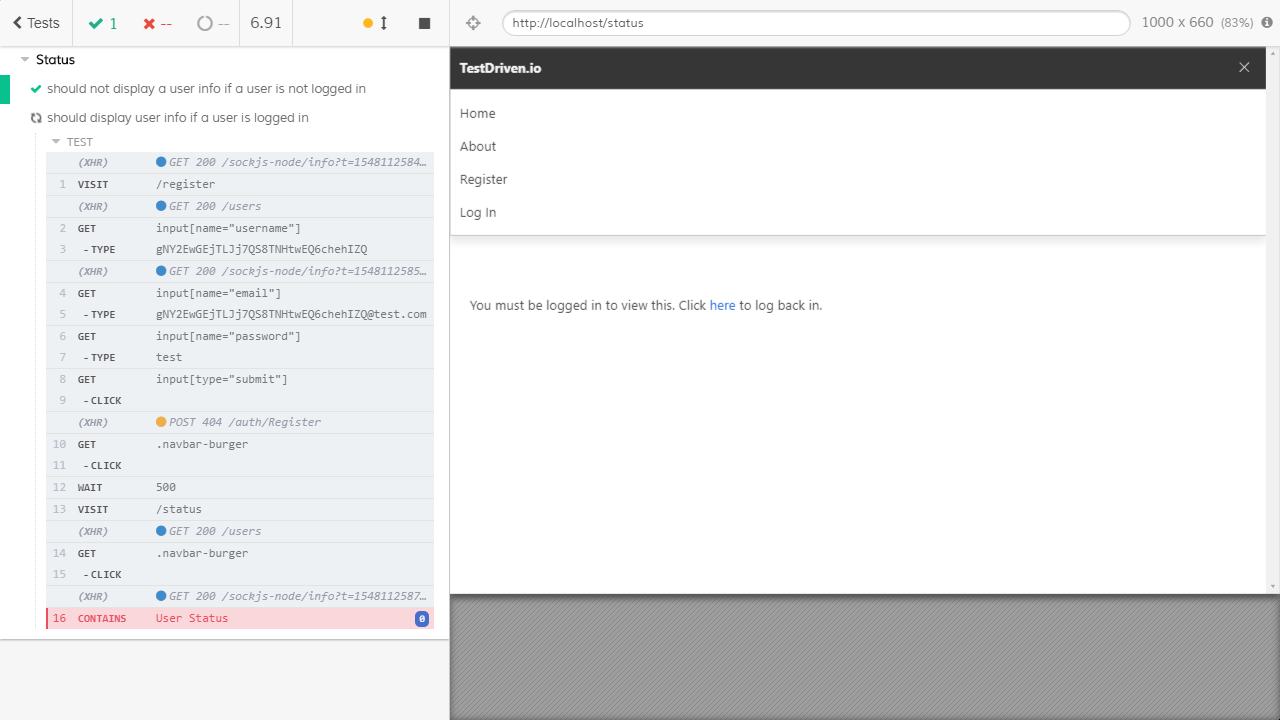 Tests
1
--
--
6.91
http://localhost/status
1000 x 660 (83%)
Status
should not display a user info if a user is not logged in
should display user info if a user is logged in
TEST
(XHR) GET 200 /sockjs-node/info?t=1548112584…
1 VISIT /register
(XHR) GET 200 /users
2 GET input[name="username"]
3 -TYPE gNY2EwGEjTLJj7QS8TNHtwEQ6chehIZQ
(XHR) GET 200 /sockjs-node/info?t=1548112585…
4 GET input[name="email"]
5 -TYPE gNY2EwGEjTLJj7QS8TNHtwEQ6chehIZQ@test.com
6 GET input[name="password"]
7 -TYPE test
8 GET input[type="submit"]
9 -CLICK
(XHR) POST 404 /auth/Register
10 GET .navbar-burger
11 -CLICK
12 WAIT 500
13 VISIT /status
(XHR) GET 200 /users
14 GET .navbar-burger
15 -CLICK
(XHR) GET 200 /sockjs-node/info?t=1548112587…
16 CONTAINS User Status 0
TestDriven.io
Home
About
Register
Log In
You must be logged in to view this. Click here to log back in.